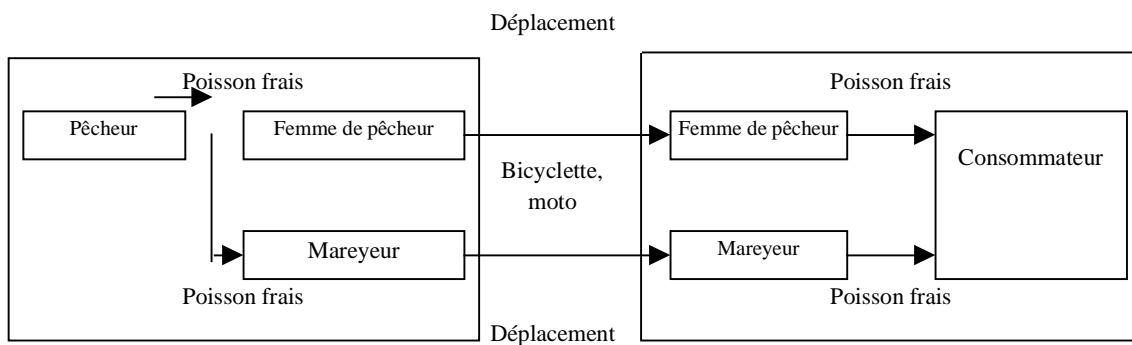 Déplacement
Poisson frais
Poisson frais
Pêcheur
Femme de pêcheur
Femme de pêcheur
Consommateur
Bicyclette,
moto
Mareyeur
Mareyeur
Poisson frais
Poisson frais
Déplacement